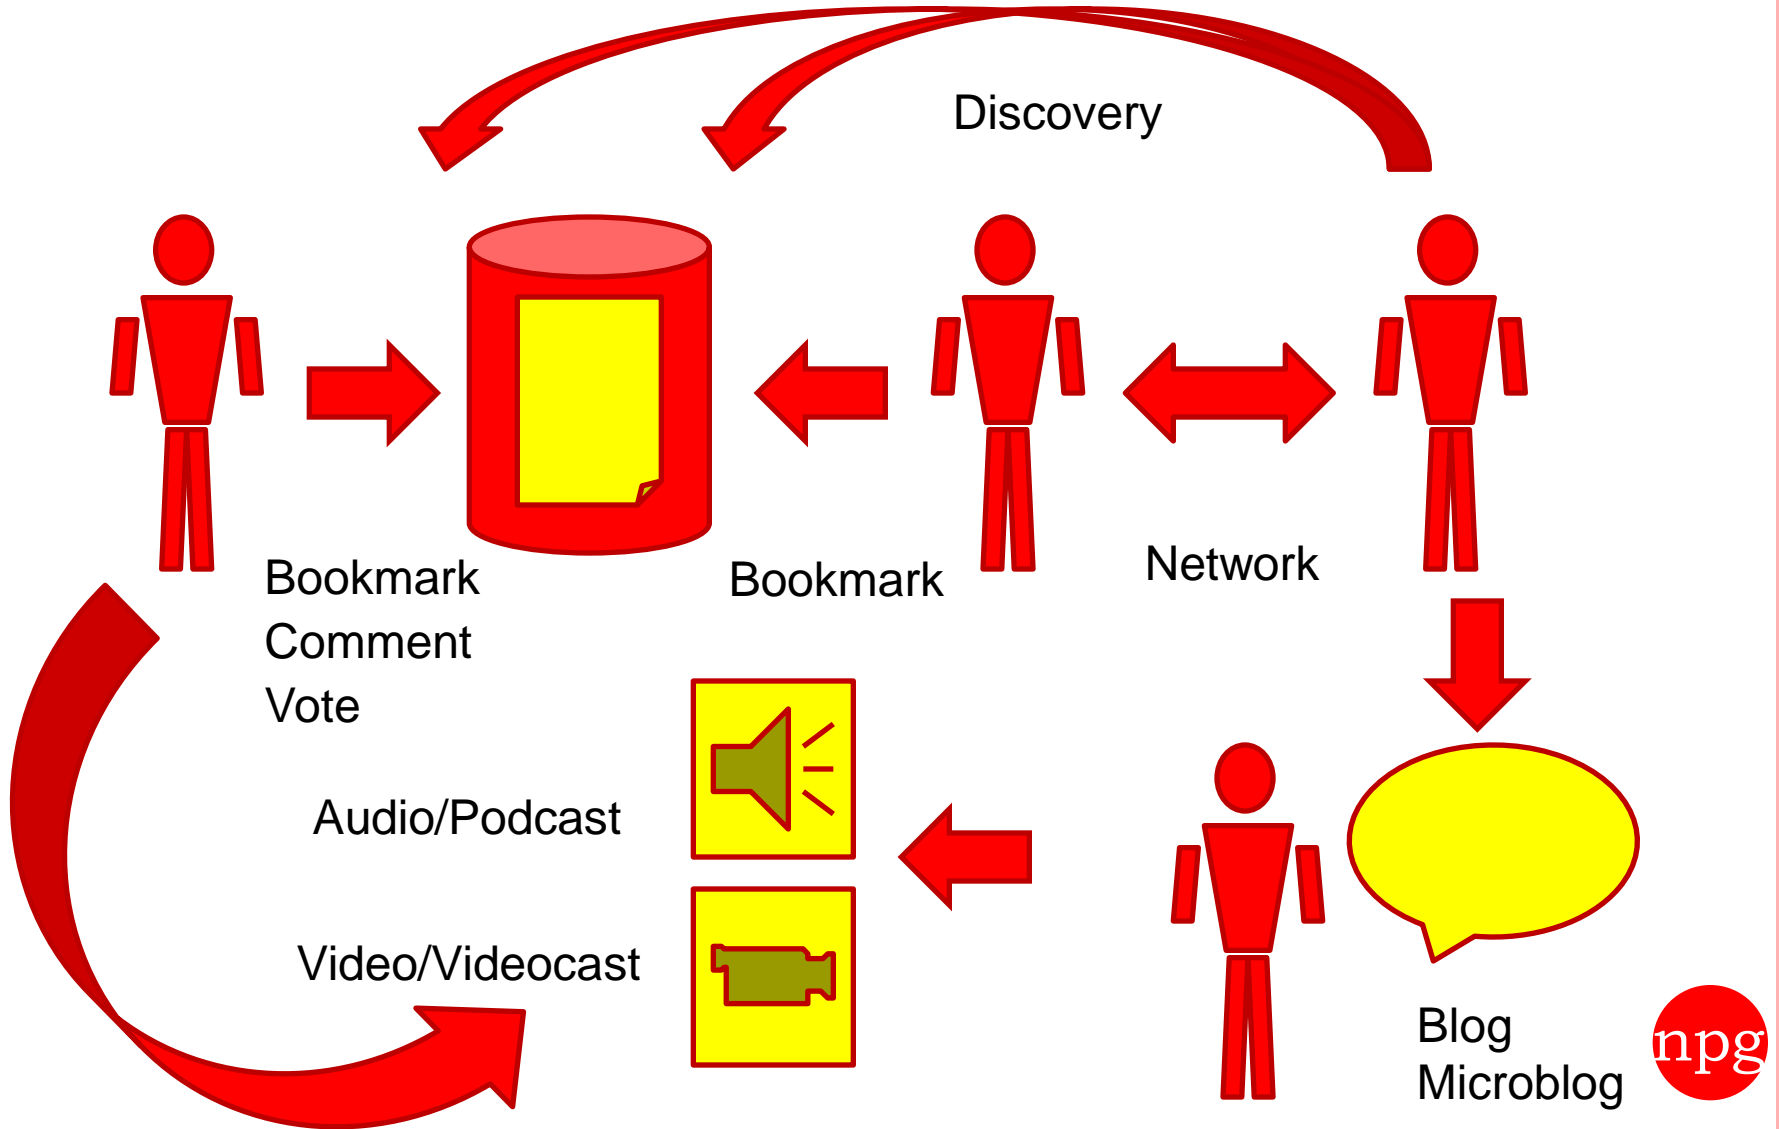 Discovery
Bookmark
Comment
Vote
Bookmark
Network
Audio/Podcast
Video/Videocast
Blog
Microblog
npg